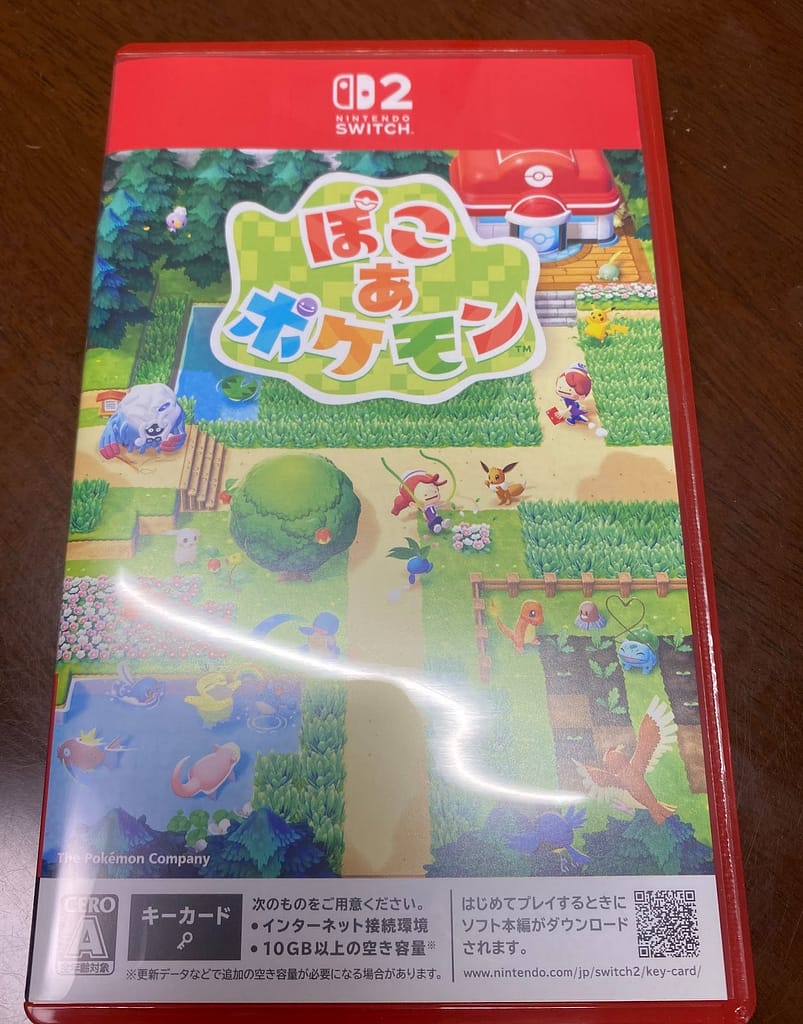 2
NINTENDO
SWITCH™
ぽこ
あ
ポケモン™
The Pokémon Company
CERO
A
全年齢対象
キーカード
次のものをご用意ください。
• インターネット接続環境
• 10GB以上の空き容量※
※更新データなどで追加の空き容量が必要になる場合があります。
はじめてプレイするときに
ソフト本編がダウンロード
されます。
www.nintendo.com/jp/switch2/key-card/